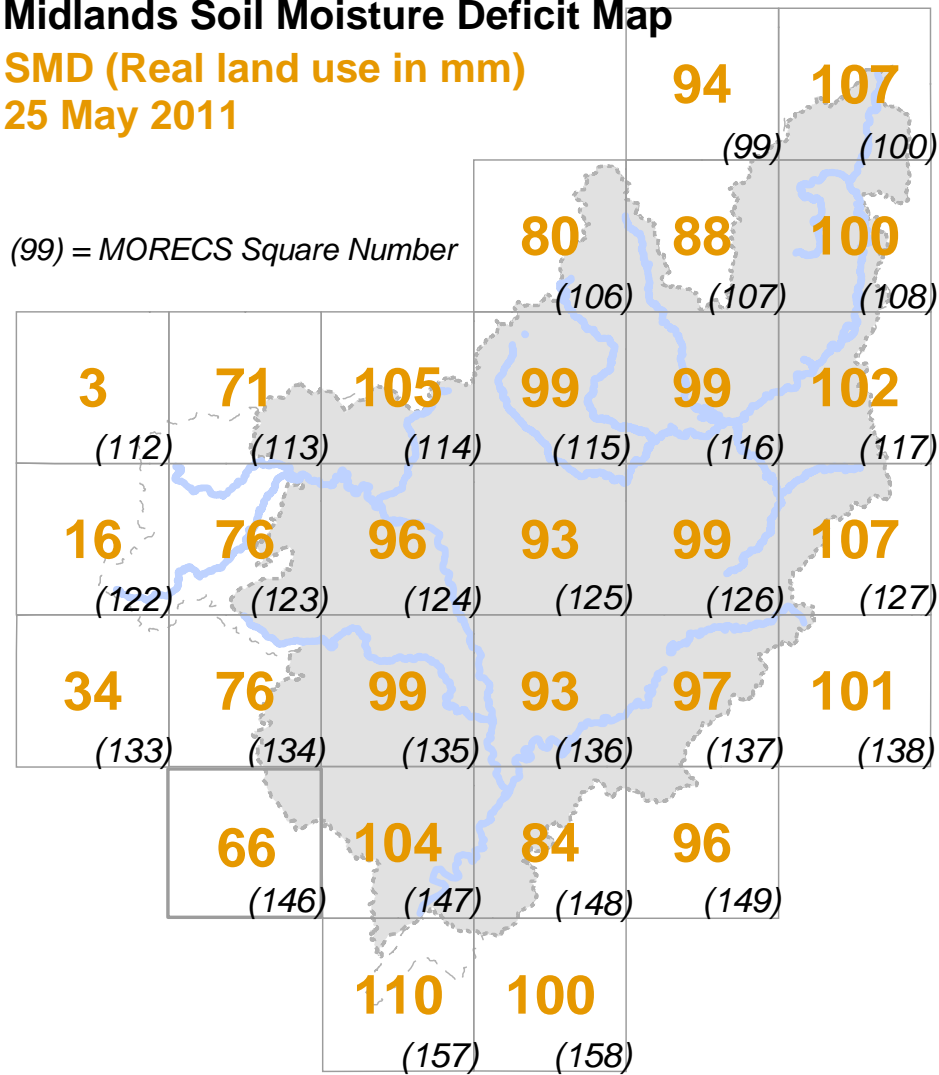 Midlands Soil Moisture Deficit Map
SMD (Real land use in mm)
25 May 2011
94 107
(99) (100)
(99) = MORECS Square Number
80 88 100
(106) (107) (108)
3 71 105 99 99 102
(112) (113) (114) (115) (116) (117)
16 76 96 93 99 107
(122) (123) (124) (125) (126) (127)
34 76 99 93 97 101
(133) (134) (135) (136) (137) (138)
66 104 84 96
(146) (147) (148) (149)
110 100
(157) (158)